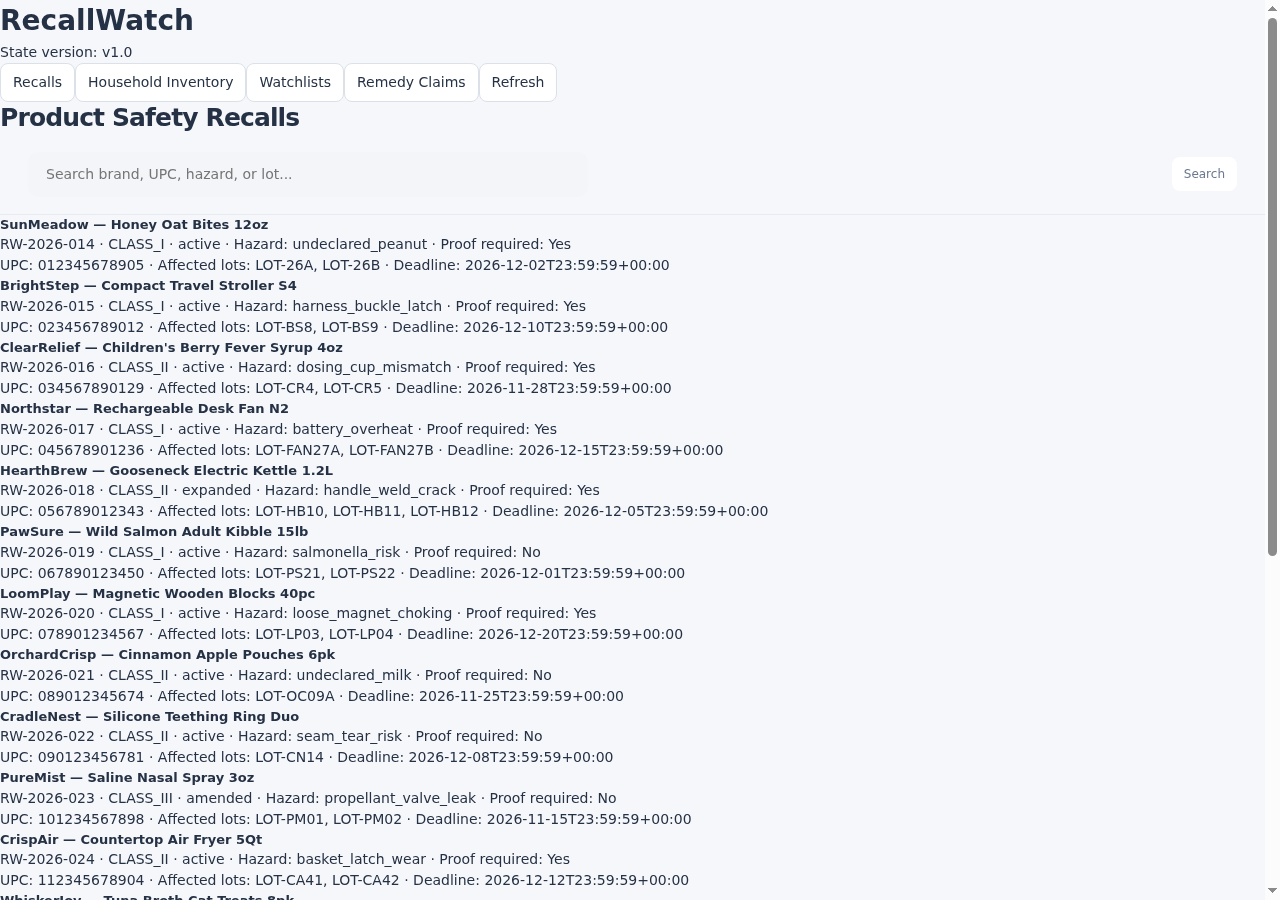 RecallWatch
State version: v1.0
Recalls Household Inventory Watchlists Remedy Claims Refresh
Product Safety Recalls
Search brand, UPC, hazard, or lot... Search
SunMeadow — Honey Oat Bites 12oz
RW-2026-014 · CLASS_I · active · Hazard: undeclared_peanut · Proof required: Yes
UPC: 012345678905 · Affected lots: LOT-26A, LOT-26B · Deadline: 2026-12-02T23:59:59+00:00
BrightStep — Compact Travel Stroller S4
RW-2026-015 · CLASS_I · active · Hazard: harness_buckle_latch · Proof required: Yes
UPC: 023456789012 · Affected lots: LOT-BS8, LOT-BS9 · Deadline: 2026-12-10T23:59:59+00:00
ClearRelief — Children's Berry Fever Syrup 4oz
RW-2026-016 · CLASS_II · active · Hazard: dosing_cup_mismatch · Proof required: Yes
UPC: 034567890129 · Affected lots: LOT-CR4, LOT-CR5 · Deadline: 2026-11-28T23:59:59+00:00
Northstar — Rechargeable Desk Fan N2
RW-2026-017 · CLASS_I · active · Hazard: battery_overheat · Proof required: Yes
UPC: 045678901236 · Affected lots: LOT-FAN27A, LOT-FAN27B · Deadline: 2026-12-15T23:59:59+00:00
HearthBrew — Gooseneck Electric Kettle 1.2L
RW-2026-018 · CLASS_II · expanded · Hazard: handle_weld_crack · Proof required: Yes
UPC: 056789012343 · Affected lots: LOT-HB10, LOT-HB11, LOT-HB12 · Deadline: 2026-12-05T23:59:59+00:00
PawSure — Wild Salmon Adult Kibble 15lb
RW-2026-019 · CLASS_I · active · Hazard: salmonella_risk · Proof required: No
UPC: 067890123450 · Affected lots: LOT-PS21, LOT-PS22 · Deadline: 2026-12-01T23:59:59+00:00
LoomPlay — Magnetic Wooden Blocks 40pc
RW-2026-020 · CLASS_I · active · Hazard: loose_magnet_choking · Proof required: Yes
UPC: 078901234567 · Affected lots: LOT-LP03, LOT-LP04 · Deadline: 2026-12-20T23:59:59+00:00
OrchardCrisp — Cinnamon Apple Pouches 6pk
RW-2026-021 · CLASS_II · active · Hazard: undeclared_milk · Proof required: No
UPC: 089012345674 · Affected lots: LOT-OC09A · Deadline: 2026-11-25T23:59:59+00:00
CradleNest — Silicone Teething Ring Duo
RW-2026-022 · CLASS_II · active · Hazard: seam_tear_risk · Proof required: No
UPC: 090123456781 · Affected lots: LOT-CN14 · Deadline: 2026-12-08T23:59:59+00:00
PureMist — Saline Nasal Spray 3oz
RW-2026-023 · CLASS_III · amended · Hazard: propellant_valve_leak · Proof required: No
UPC: 101234567898 · Affected lots: LOT-PM01, LOT-PM02 · Deadline: 2026-11-15T23:59:59+00:00
CrispAir — Countertop Air Fryer 5Qt
RW-2026-024 · CLASS_II · active · Hazard: basket_latch_wear · Proof required: Yes
UPC: 112345678904 · Affected lots: LOT-CA41, LOT-CA42 · Deadline: 2026-12-12T23:59:59+00:00